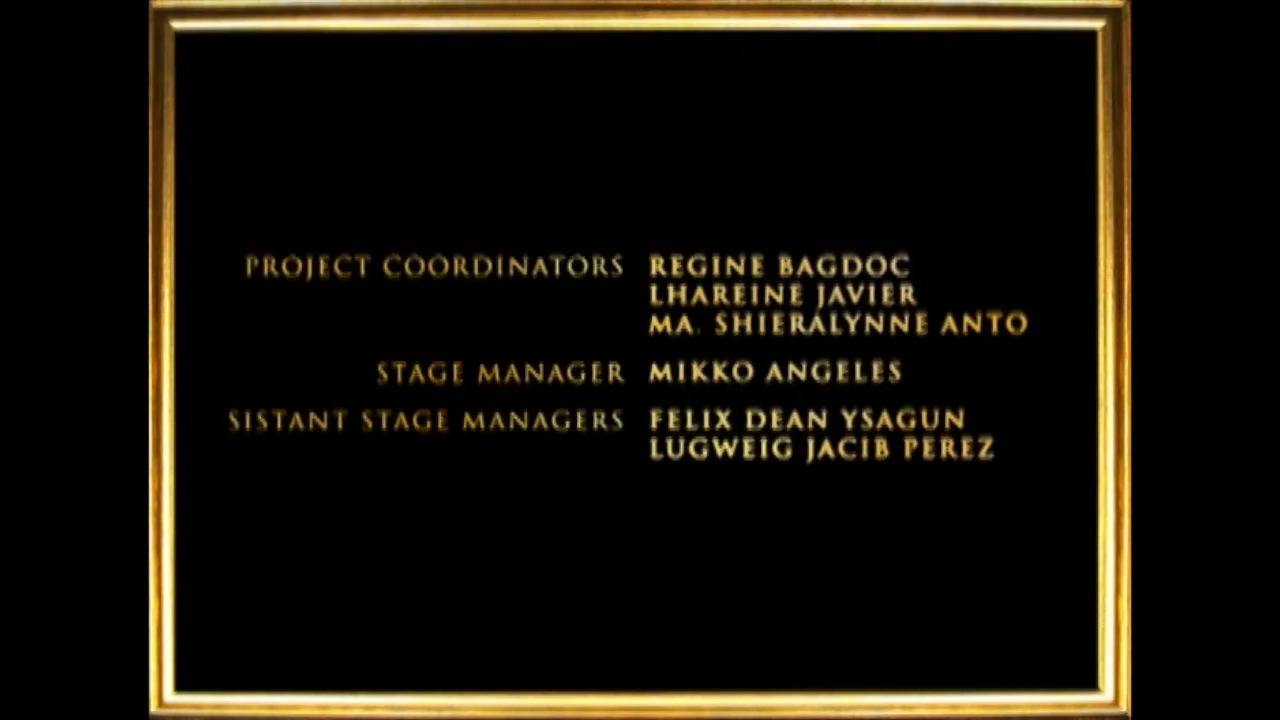 PROJECT COORDINATORS REGINE BAGDOC
LHAREINE JAVIER
MA. SHIERALYNNE ANTO
STAGE MANAGER MIKKO ANGELES
SISTANT STAGE MANAGERS FELIX DEAN YSAGUN
LUGWEIG JACIB PEREZ